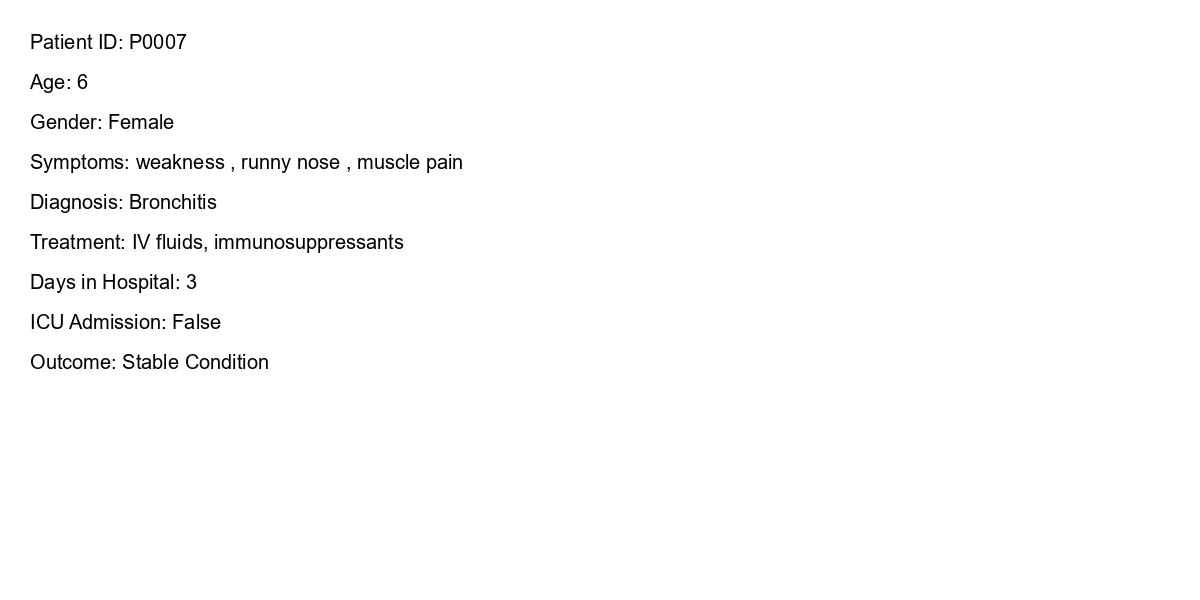 Patient ID: P0007
Age: 6
Gender: Female
Symptoms: weakness , runny nose , muscle pain
Diagnosis: Bronchitis
Treatment: IV fluids, immunosuppressants
Days in Hospital: 3
ICU Admission: False
Outcome: Stable Condition